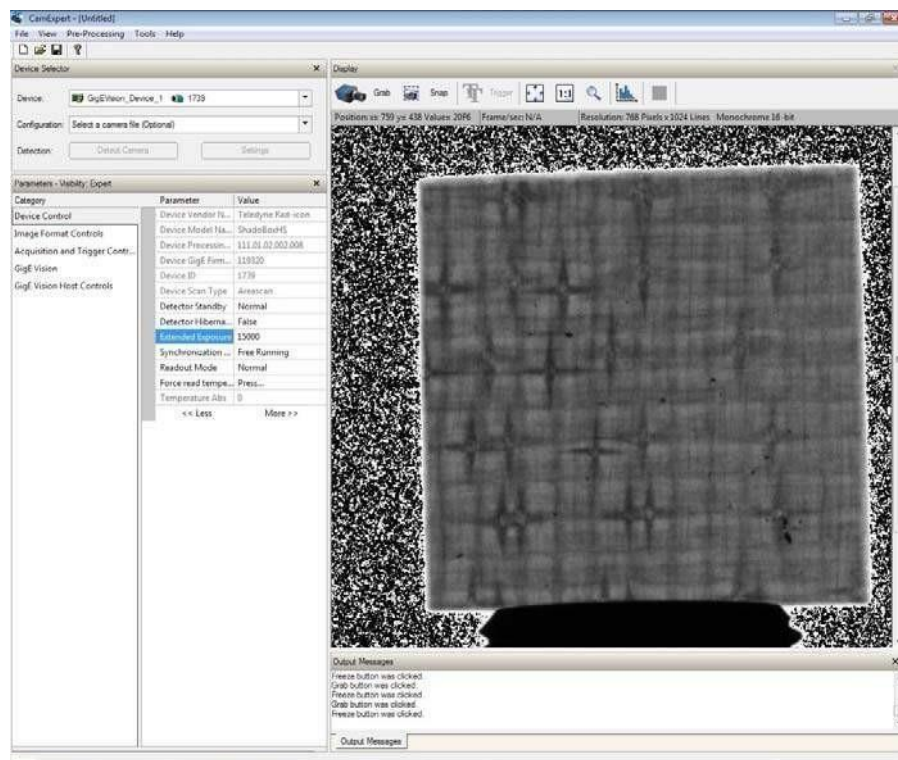 CamExpert - [Untitled]
File View Pre-Processing Tools Help
Device Selector
Device: GigEVision_Device_1 1739
Configuration: Select a camera file (Optional)
Detection: Detect Camera Settings
Parameters - Visibility: Expert
Category
Device Control
Image Format Controls
Acquisition and Trigger Contr...
GigE Vision
GigE Vision Host Controls
Parameter Value
Device Vendor N... Teledyne Rad-icon
Device Model Na... ShadoBoxHS
Device Processin... 111.01.02.002.008
Device GigE Firm... 119320
Device ID 1739
Device Scan Type Areascan
Detector Standby Normal
Detector Hiberna... False
Extended Exposure 15000
Synchronization ... Free Running
Readout Mode Normal
Force read tempe... Press...
Temperature Abs 0
<< Less More >>
Display
Grab Snap Trigger 1:1
Position: x= 759 y= 438 Value= 20F6 Frame/sec: N/A Resolution: 768 Pixels x 1024 Lines Monochrome 16-bit
Output Messages
Freeze button was clicked.
Grab button was clicked.
Freeze button was clicked.
Grab button was clicked.
Freeze button was clicked.
Output Messages